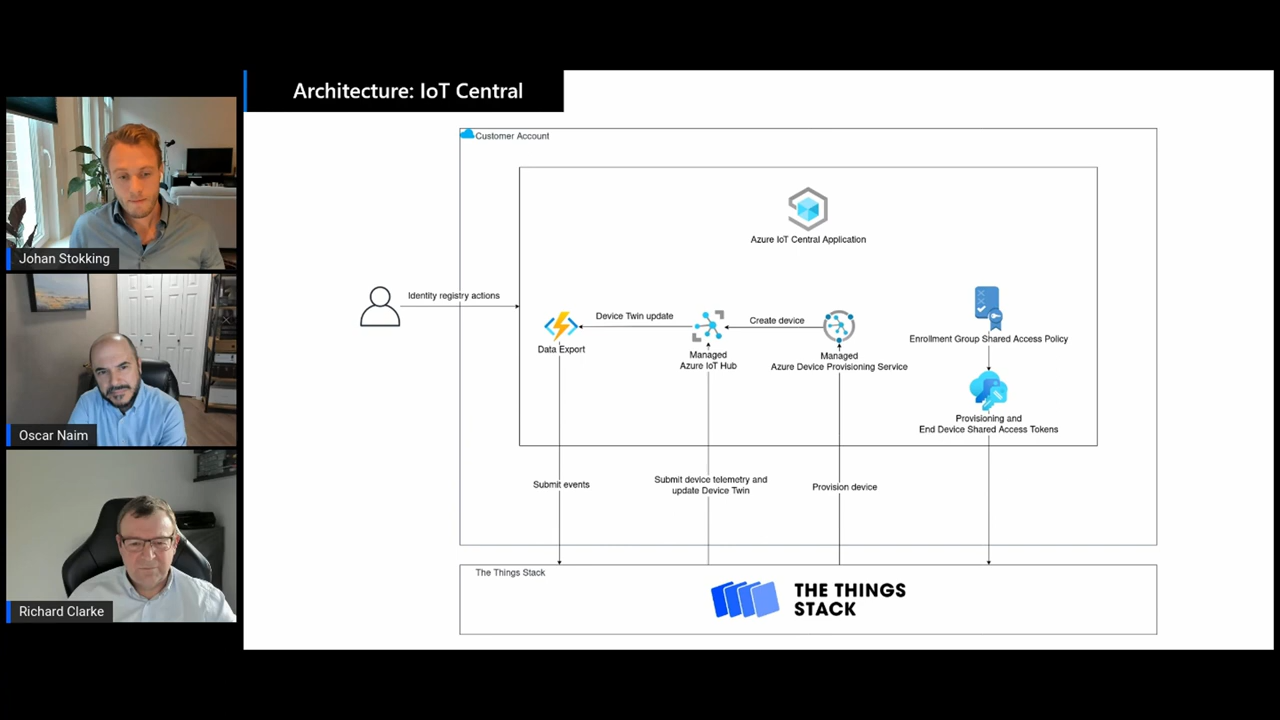 Architecture: IoT Central
Johan Stokking
Oscar Naim
Richard Clarke
Customer Account
Azure IoT Central Application
Identity registry actions
Data Export
Device Twin update
Managed
Azure IoT Hub
Create device
Managed
Azure Device Provisioning Service
Enrollment Group Shared Access Policy
Provisioning and
End Device Shared Access Tokens
Submit events
Submit device telemetry and
update Device Twin
Provision device
The Things Stack
THE THINGS
STACK